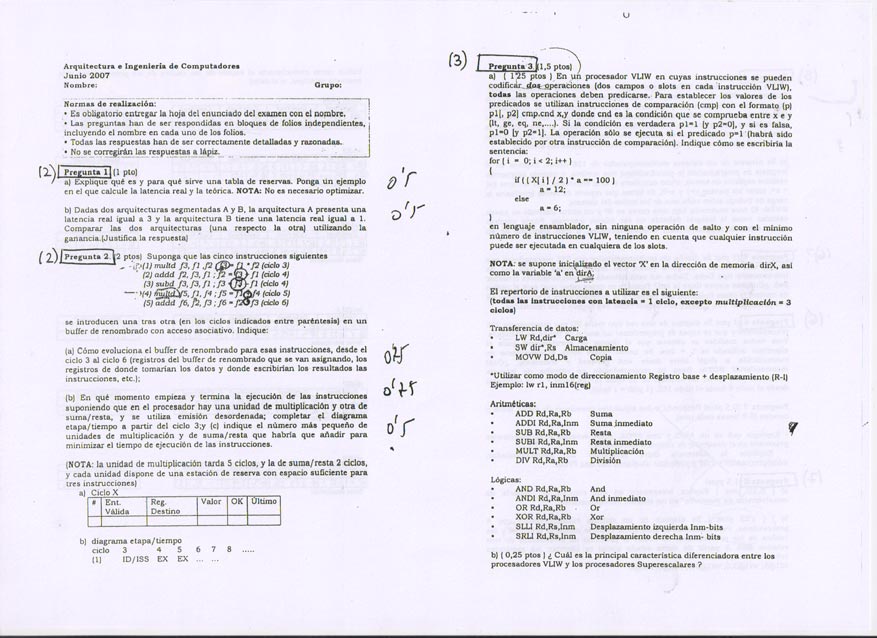 Arquitectura e Ingeniería de Computadores
Junio 2007
Nombre: Grupo:
Normas de realización:
• Es obligatorio entregar la hoja del enunciado del examen con el nombre.
• Las preguntas han de ser respondidas en bloques de folios independientes,
incluyendo el nombre en cada uno de los folios.
• Todas las respuestas han de ser correctamente detalladas y razonadas.
• No se corregirán las respuestas a lápiz.
(2) Pregunta 1. (1 pto)
a) Explique qué es y para qué sirve una tabla de reservas. Ponga un ejemplo
en el que calcule la latencia real y la teórica. NOTA: No es necesario optimizar.
0'5
b) Dadas dos arquitecturas segmentadas A y B, la arquitectura A presenta una
latencia real igual a 3 y la arquitectura B tiene una latencia real igual a 1.
Comparar las dos arquitecturas (una respecto la otra) utilizando la
ganancia.(Justifica la respuesta)
0'5
(2) Pregunta 2. (2 ptos) Suponga que las cinco instrucciones siguientes
(1) multd f3, f1 ,f2 ; f3= f1 * f2 (ciclo 3)
(2) addd f2, f3, f1 ; f2 = f3 + f1 (ciclo 4)
(3) subd f3, f3, f1 ; f3 = f3 - f1 (ciclo 4)
(4) multd f5, f1, f4 ; f5 = f1 * f4 (ciclo 5)
(5) addd f6, f2, f3 ; f6 = f2 + f3 (ciclo 6)
se introducen una tras otra (en los ciclos indicados entre paréntesis) en un
buffer de renombrado con acceso asociativo. Indique:
(a) Cómo evoluciona el buffer de renombrado para esas instrucciones, desde el
ciclo 3 al ciclo 6 (registros del buffer de renombrado que se van asignando, los
registros de donde tomarían los datos y donde escribirían los resultados las
instrucciones, etc.);
0'75
(b) En qué momento empieza y termina la ejecución de las instrucciones
suponiendo que en el procesador hay una unidad de multiplicación y otra de
suma/resta, y se utiliza emisión desordenada; completar el diagrama
etapa/tiempo a partir del ciclo 3;y (c) indique el número más pequeño de
unidades de multiplicación y de suma/resta que habría que añadir para
minimizar el tiempo de ejecución de las instrucciones.
0'75
0'5
(NOTA: la unidad de multiplicación tarda 5 ciclos, y la de suma/resta 2 ciclos,
y cada unidad dispone de una estación de reserva con espacio suficiente para
tres instrucciones)
a) Ciclo X
# Ent. Válida Reg. Destino Valor OK Último
b) diagrama etapa/tiempo
ciclo 3 4 5 6 7 8 .....
(1) ID/ISS EX EX ... ...
(3) Pregunta 3 (1,5 ptos)
a) ( 1'25 ptos ) En un procesador VLIW en cuyas instrucciones se pueden
codificar dos operaciones (dos campos o slots en cada instrucción VLIW),
todas las operaciones deben predicarse. Para establecer los valores de los
predicados se utilizan instrucciones de comparación (cmp) con el formato (p)
p1[, p2] cmp.cnd x,y donde cnd es la condición que se comprueba entre x e y
(lt, ge, eq, ne,....). Si la condición es verdadera p1=1 [y p2=0], y si es falsa,
p1=0 [y p2=1]. La operación sólo se ejecuta si el predicado p=1 (habrá sido
establecido por otra instrucción de comparación). Indique cómo se escribiría la
sentencia:
for ( i = 0; i < 2; i++ )
{
if ( ( X[ i ] / 2 ) * a == 100 )
a = 12;
else
a = 6;
}
en lenguaje ensamblador, sin ninguna operación de salto y con el mínimo
número de instrucciones VLIW, teniendo en cuenta que cualquier instrucción
puede ser ejecutada en cualquiera de los slots.
NOTA: se supone inicializado el vector 'X' en la dirección de memoria dirX, así
como la variable 'a' en dirA.
El repertorio de instrucciones a utilizar es el siguiente:
(todas las instrucciones con latencia = 1 ciclo, excepto multiplicación = 3
ciclos)
Transferencia de datos:
• LW Rd,dir* Carga
• SW dir*,Rs Almacenamiento
• MOVW Dd,Ds Copia
*Utilizar como modo de direccionamiento Registro base + desplazamiento (R-I)
Ejemplo: lw r1, inm16(reg)
Aritméticas:
• ADD Rd,Ra,Rb Suma
• ADDI Rd,Ra,Inm Suma inmediato
• SUB Rd,Ra,Rb Resta
• SUBI Rd,Ra,Inm Resta inmediato
• MULT Rd,Ra,Rb Multiplicación
• DIV Rd,Ra,Rb División
Lógicas:
• AND Rd,Ra,Rb And
• ANDI Rd,Ra,Inm And inmediato
• OR Rd,Ra,Rb Or
• XOR Rd,Ra,Rb Xor
• SLLI Rd,Rs,Inm Desplazamiento izquierda Inm-bits
• SRLI Rd,Rs,Inm Desplazamiento derecha Inm- bits
b) ( 0,25 ptos ) ¿ Cuál es la principal característica diferenciadora entre los
procesadores VLIW y los procesadores Superescalares ?